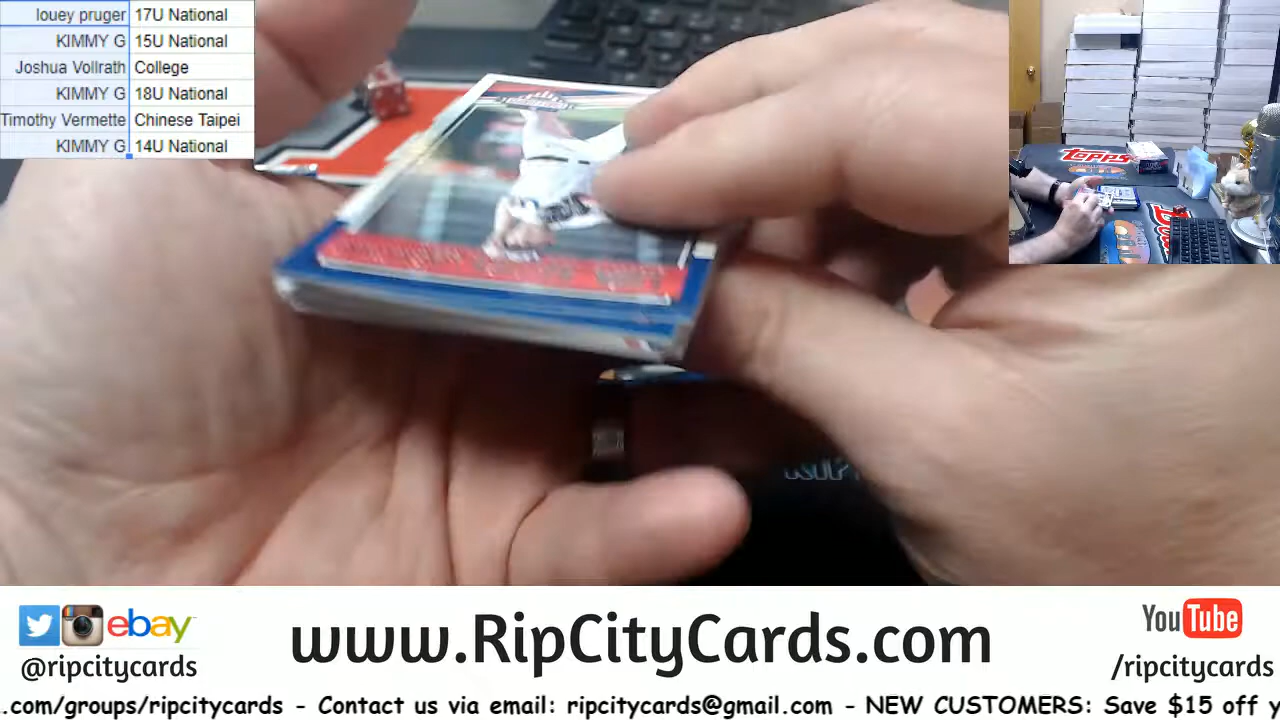 louey pruger 17U National
KIMMY G 15U National
Joshua Vollrath College
KIMMY G 18U National
Timothy Vermette Chinese Taipei
KIMMY G 14U National
Topps
ebay
@ripcitycards
www.RipCityCards.com
YouTube
/ripcitycards
.com/groups/ripcitycards - Contact us via email: ripcitycards@gmail.com - NEW CUSTOMERS: Save $15 off y